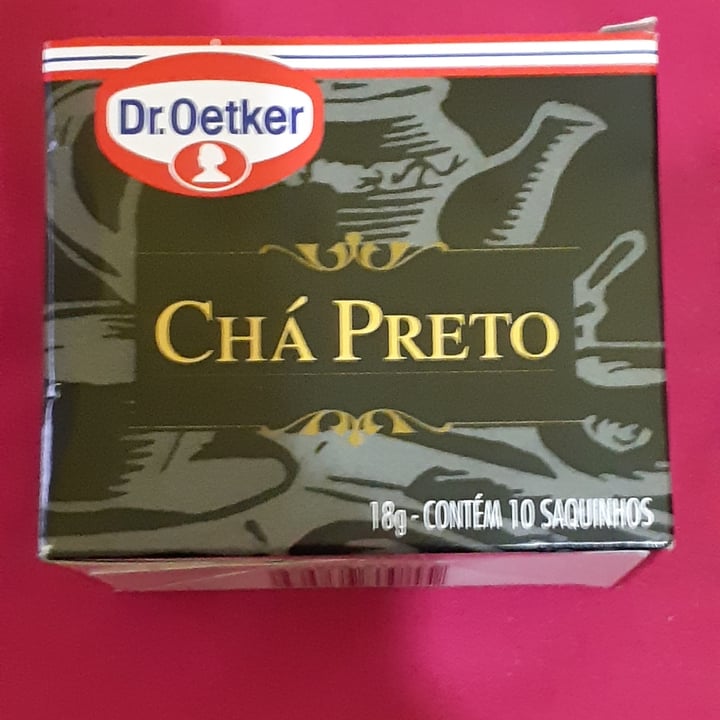 Dr.Oetker
CHÁ PRETO
18g - CONTÉM 10 SAQUINHOS